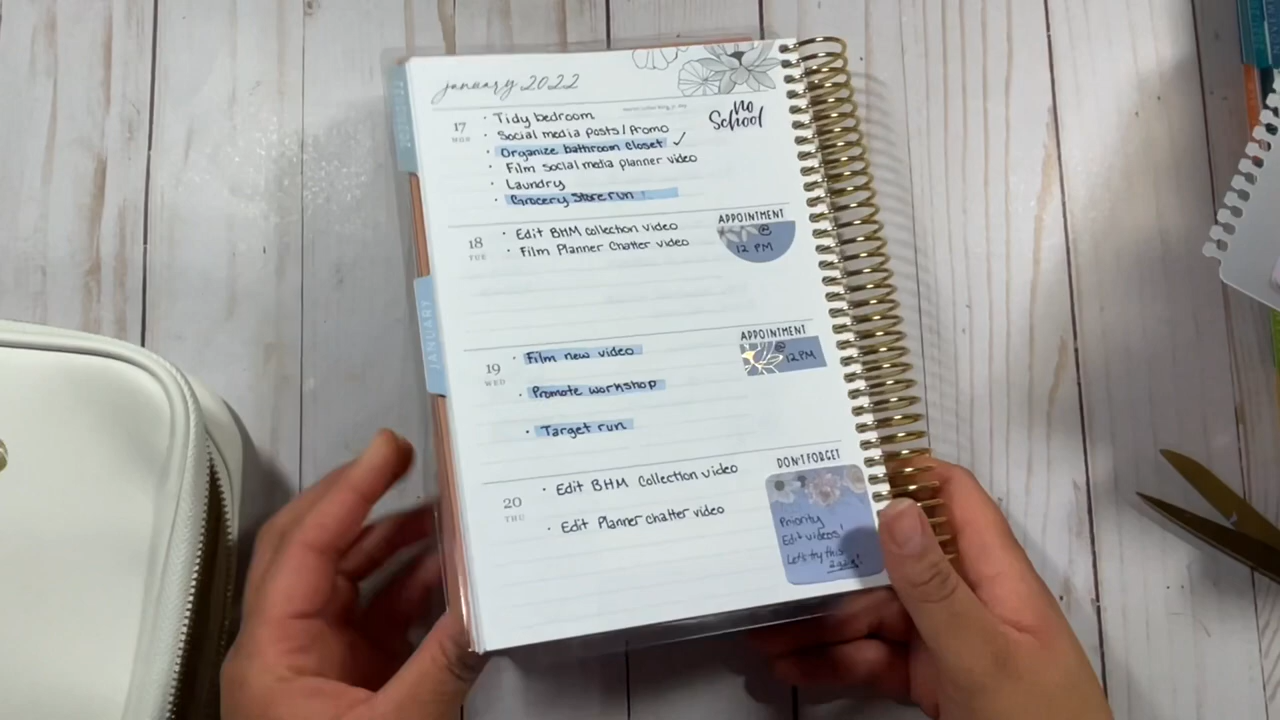 january 2022
17
MON
• Tidy bedroom
• Social media posts/promo
• Organize bathroom closet ✓
• Film social media planner video
• Laundry
• Grocery store run
no
School
18
TUE
• Edit BHM collection video
• Film Planner Chatter video
APPOINTMENT
@
12 PM
19
WED
• Film new video
• Promote workshop
• Target run
APPOINTMENT
@
12PM
20
THU
• Edit BHM Collection video
• Edit Planner chatter video
DON'T FORGET
Priority
Edit videos!
Let's try this
again!
JANUARY